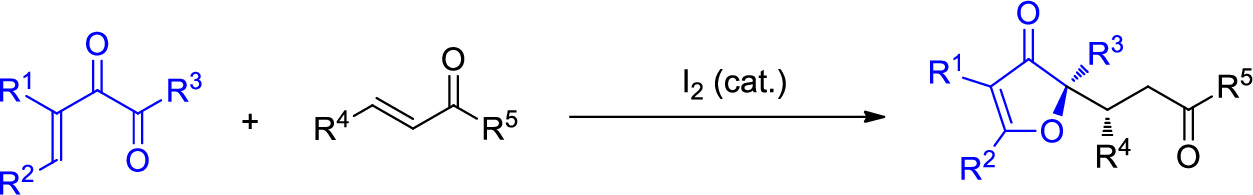 R¹ O R³ O R²
+
R⁴ O R⁵
I₂ (cat.)
O R¹ R³ O R² R⁴ O R⁵